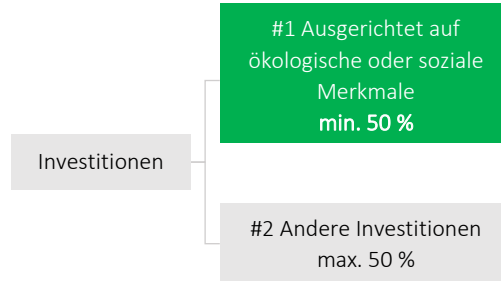 #1 Ausgerichtet auf
ökologische oder soziale
Merkmale
min. 50 %
Investitionen
#2 Andere Investitionen
max. 50 %